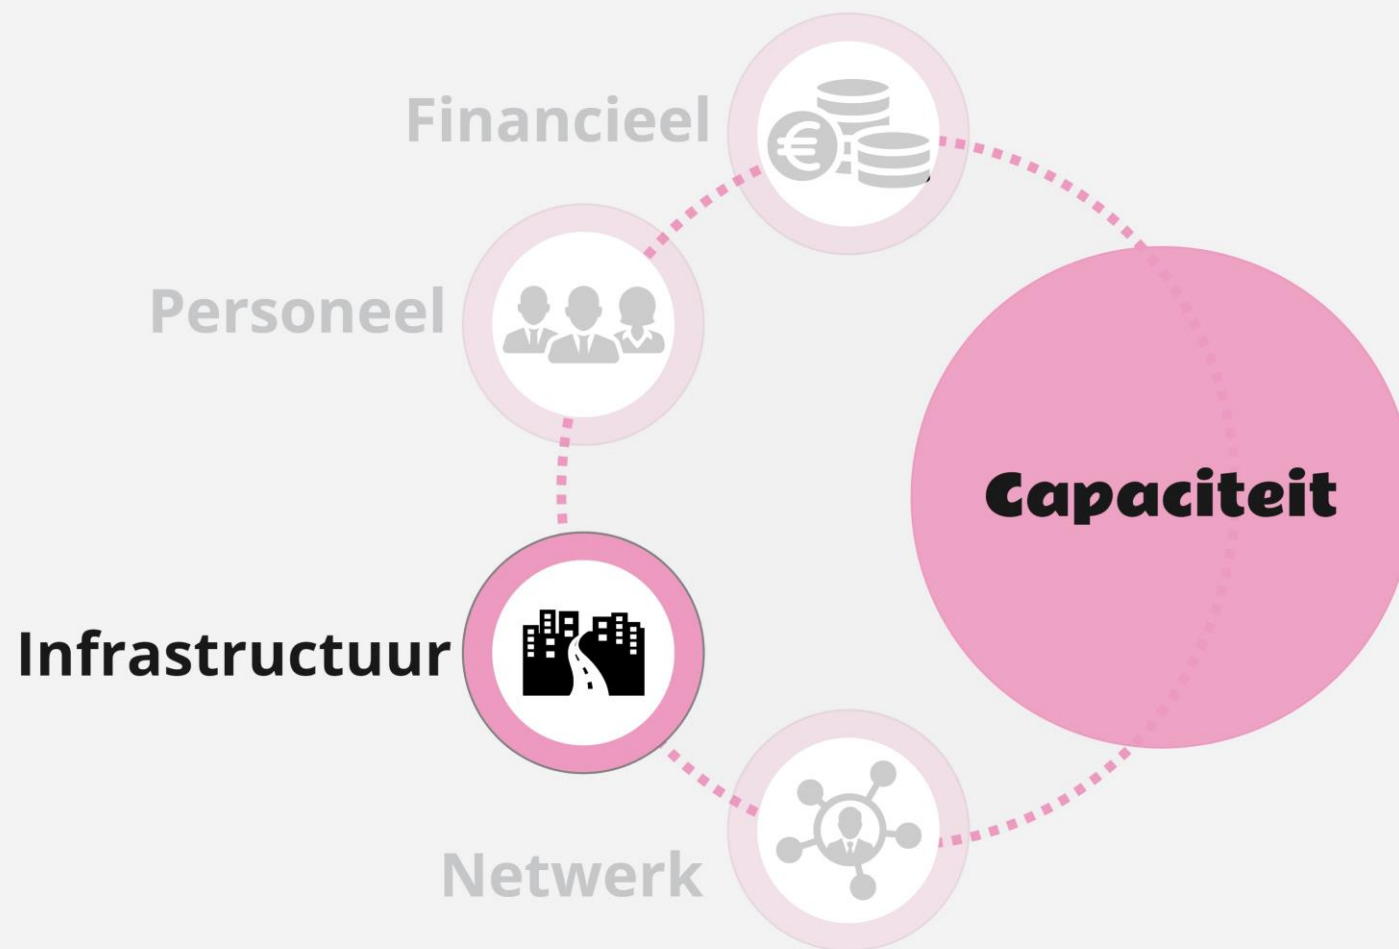 Financieel
Personeel
Capaciteit
Infrastructuur
Netwerk